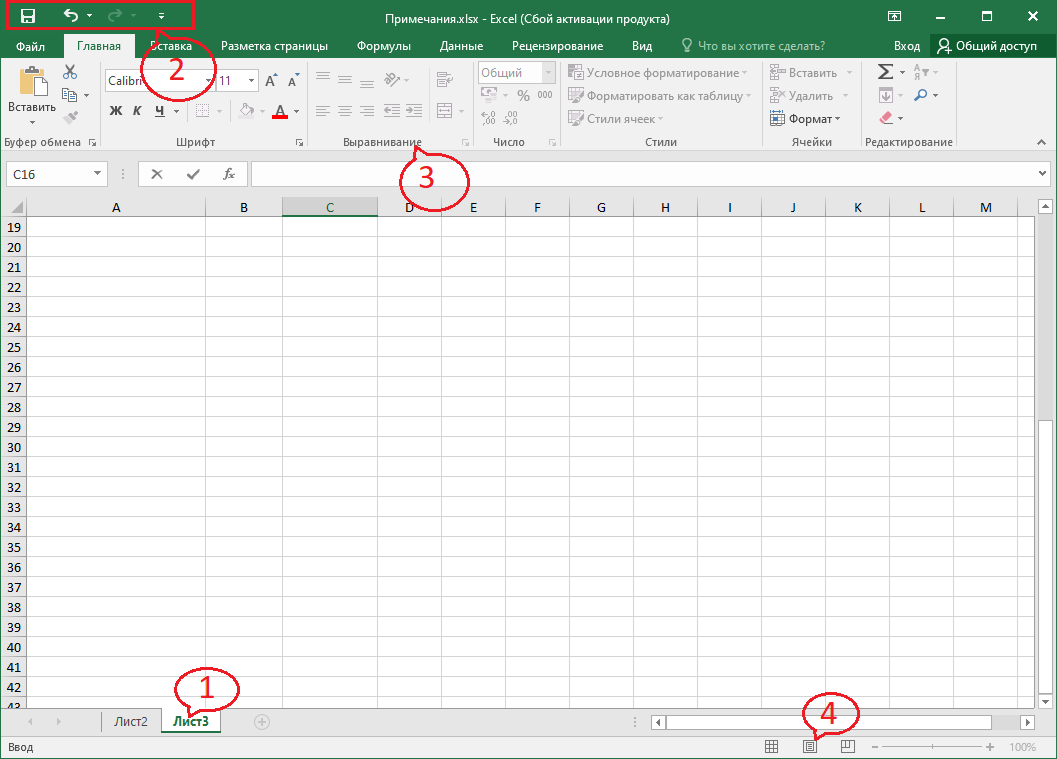 Примечания.xlsx - Excel (Сбой активации продукта)
Файл Главная Вставка Разметка страницы Формулы Данные Рецензирование Вид Что вы хотите сделать? Вход Общий доступ
2
Calibri 11 Общий Условное форматирование Вставить Σ
Вставить % 000 Форматировать как таблицу Удалить
Ж К Ч А Стили ячеек Формат
Буфер обмена Шрифт Выравнивание Число Стили Ячейки Редактирование
C16 fx 3
A B C D E F G H I J K L M
19
20
21
22
23
24
25
26
27
28
29
30
31
32
33
34
35
36
37
38
39
40
41
42
43
1
4
Лист2 Лист3
Ввод 100%